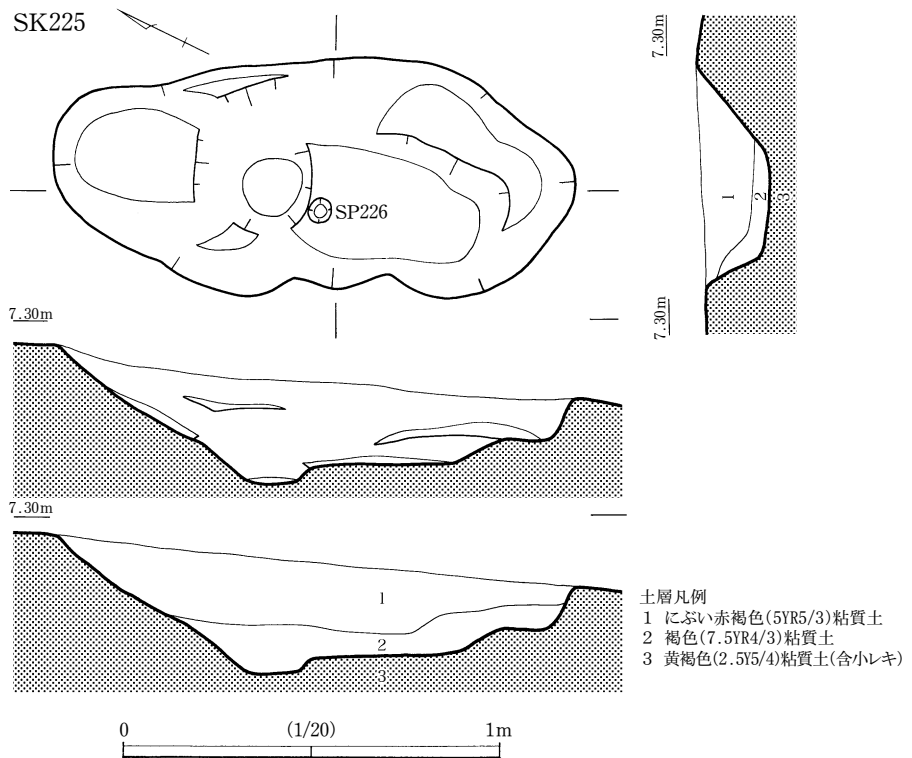 SK225
7.30m
SP226
1
2
3
7.30m
7.30m
7.30m
1
2
3
土層凡例
1 にぶい赤褐色(5YR5/3)粘質土
2 褐色(7.5YR4/3)粘質土
3 黄褐色(2.5Y5/4)粘質土(含小レキ)
0 (1/20) 1m